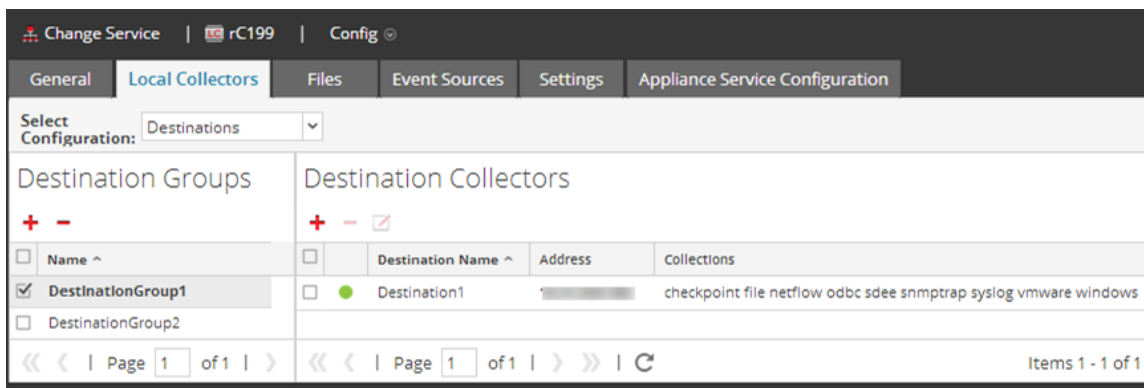 Change Service | LC rC199 | Config
General Local Collectors Files Event Sources Settings Appliance Service Configuration
Select Configuration: Destinations
Destination Groups
Name
DestinationGroup1
DestinationGroup2
Page 1 of 1
Destination Collectors
Destination Name Address Collections
Destination1 checkpoint file netflow odbc sdee snmptrap syslog vmware windows
Page 1 of 1 Items 1 - 1 of 1